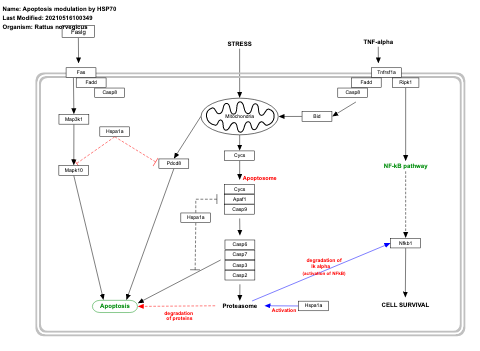 Name: Apoptosis modulation by HSP70
Last Modified: 20210516100349
Organism: Rattus norvegicus
Faslg
STRESS
TNF-alpha
Fas
Fadd
Casp8
Tnfrsf1a
Fadd
Ripk1
Casp8
Map3k1
Mitochondria
Bid
Hspa1a
Cycs
Pdcd8
Mapk10
NF-kB pathway
Apoptosome
Cycs
Apaf1
Casp9
Hspa1a
Casp6
Casp7
Casp3
Casp2
Nfkb1
degradation of
Ik alpha
(activation of NFkB)
Apoptosis
degradation
of proteins
Proteasome
Activation
Hspa1a
CELL SURVIVAL